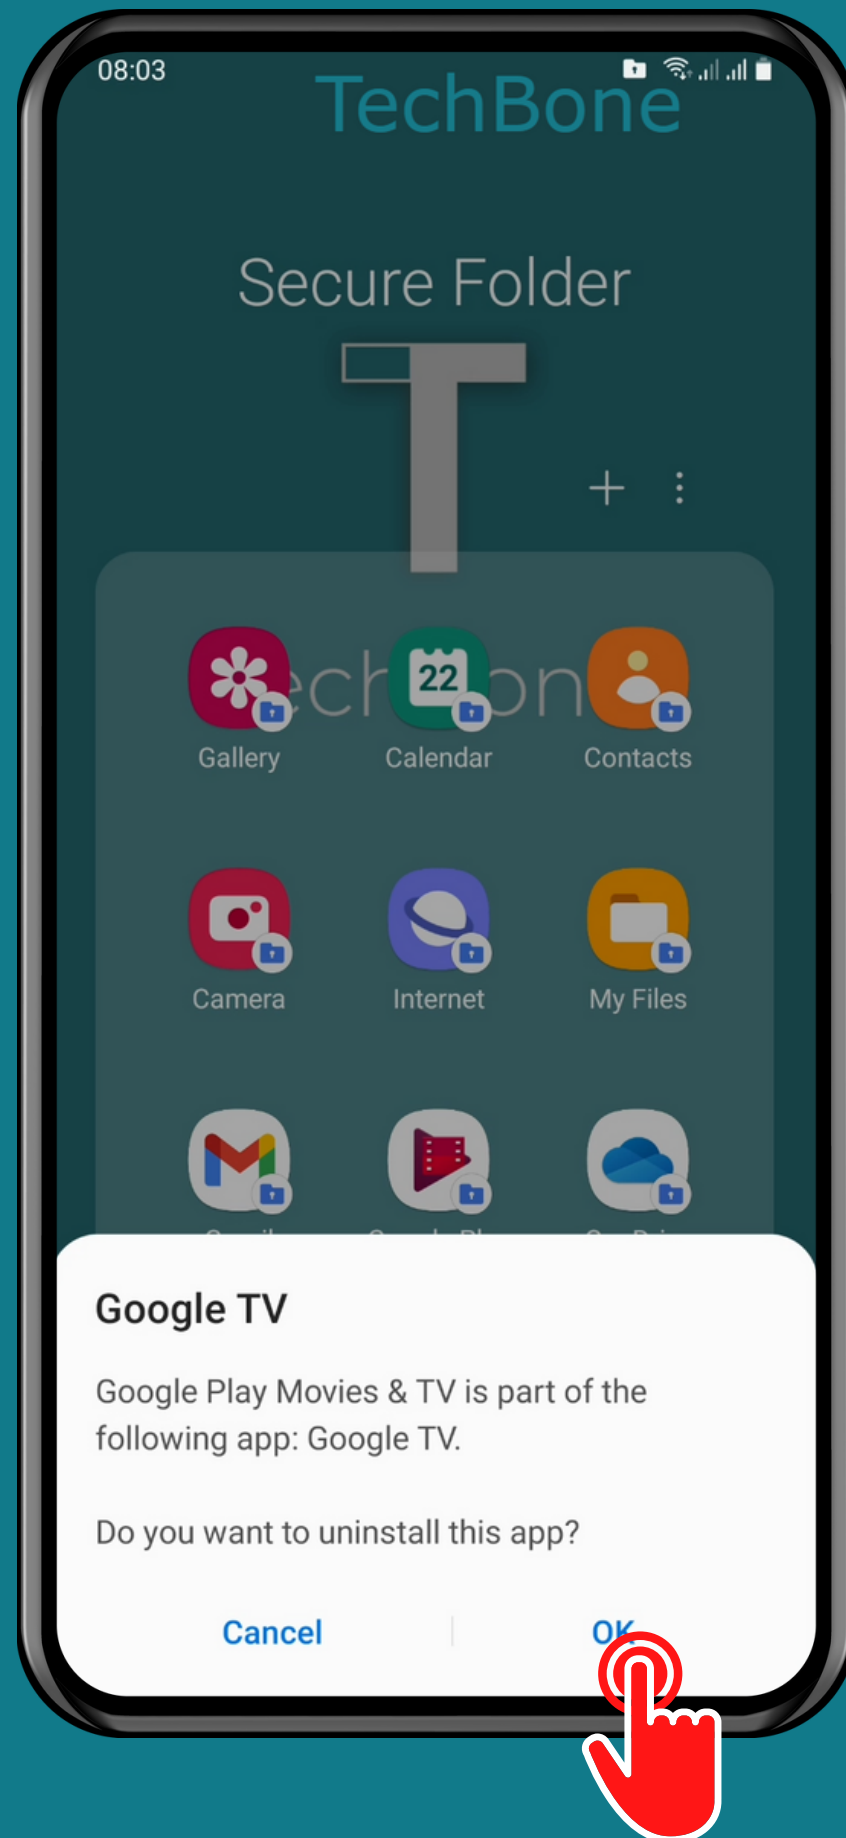 08:03
TechBone
Secure Folder
22
Gallery
Calendar
Contacts
Camera
Internet
My Files
Google TV
Google Play Movies & TV is part of the
following app: Google TV.
Do you want to uninstall this app?
Cancel
OK